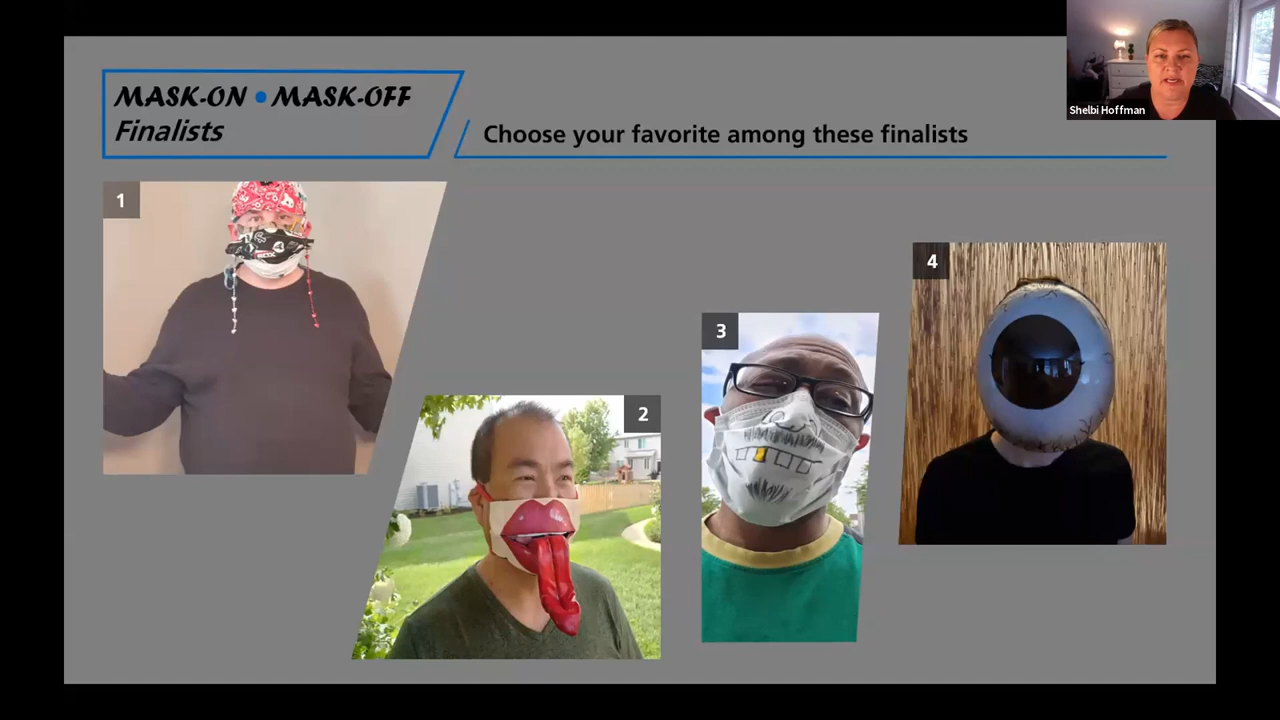 MASK-ON • MASK-OFF
Finalists
Choose your favorite among these finalists
Shelbi Hoffman
1
2
3
4